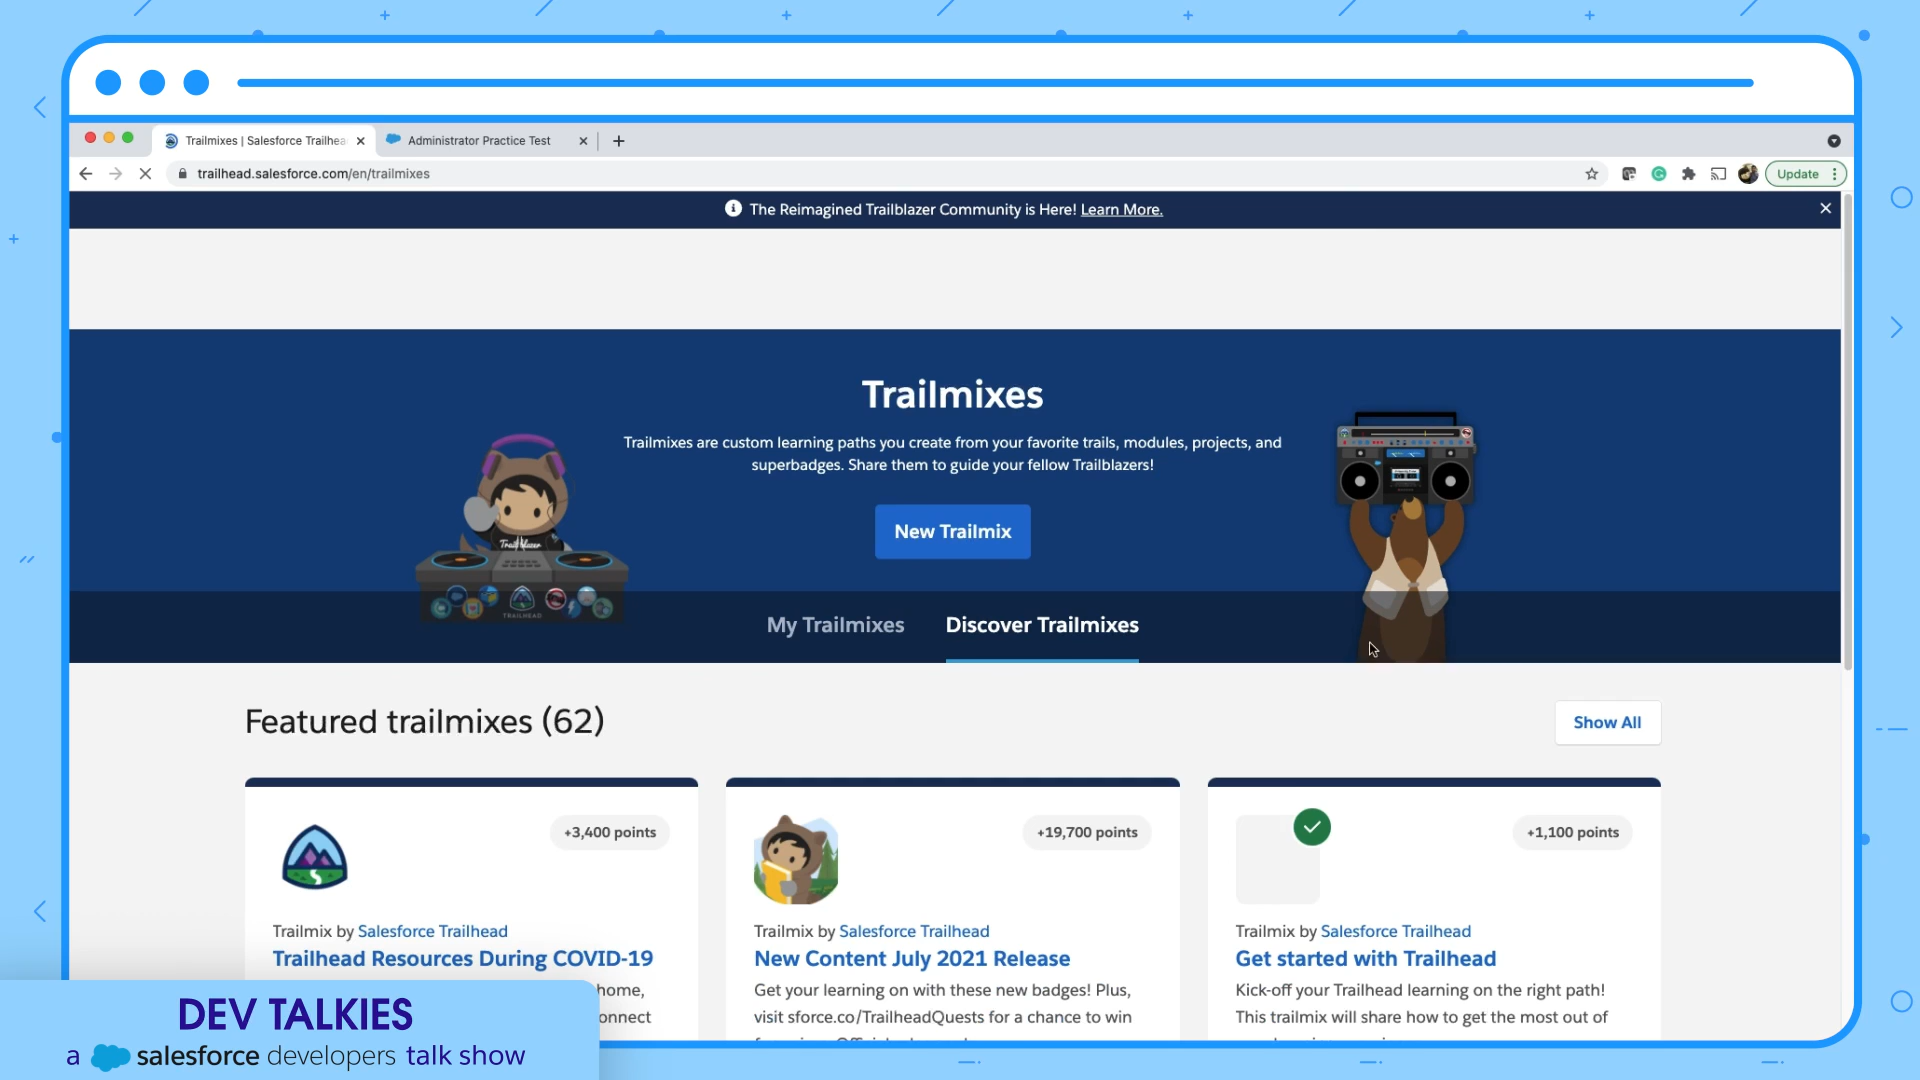 Trailmixes | Salesforce Trailhea
Administrator Practice Test
trailhead.salesforce.com/en/trailmixes
Update
The Reimagined Trailblazer Community is Here! Learn More.
Trailmixes
Trailmixes are custom learning paths you create from your favorite trails, modules, projects, and
superbadges. Share them to guide your fellow Trailblazers!
New Trailmix
TRAILHEAD
My Trailmixes
Discover Trailmixes
Featured trailmixes (62)
Show All
+3,400 points
Trailmix by Salesforce Trailhead
Trailhead Resources During COVID-19
home,
onnect
+19,700 points
Trailmix by Salesforce Trailhead
New Content July 2021 Release
Get your learning on with these new badges! Plus,
visit sforce.co/TrailheadQuests for a chance to win
+1,100 points
Trailmix by Salesforce Trailhead
Get started with Trailhead
Kick-off your Trailhead learning on the right path!
This trailmix will share how to get the most out of
DEV TALKIES
a salesforce developers talk show